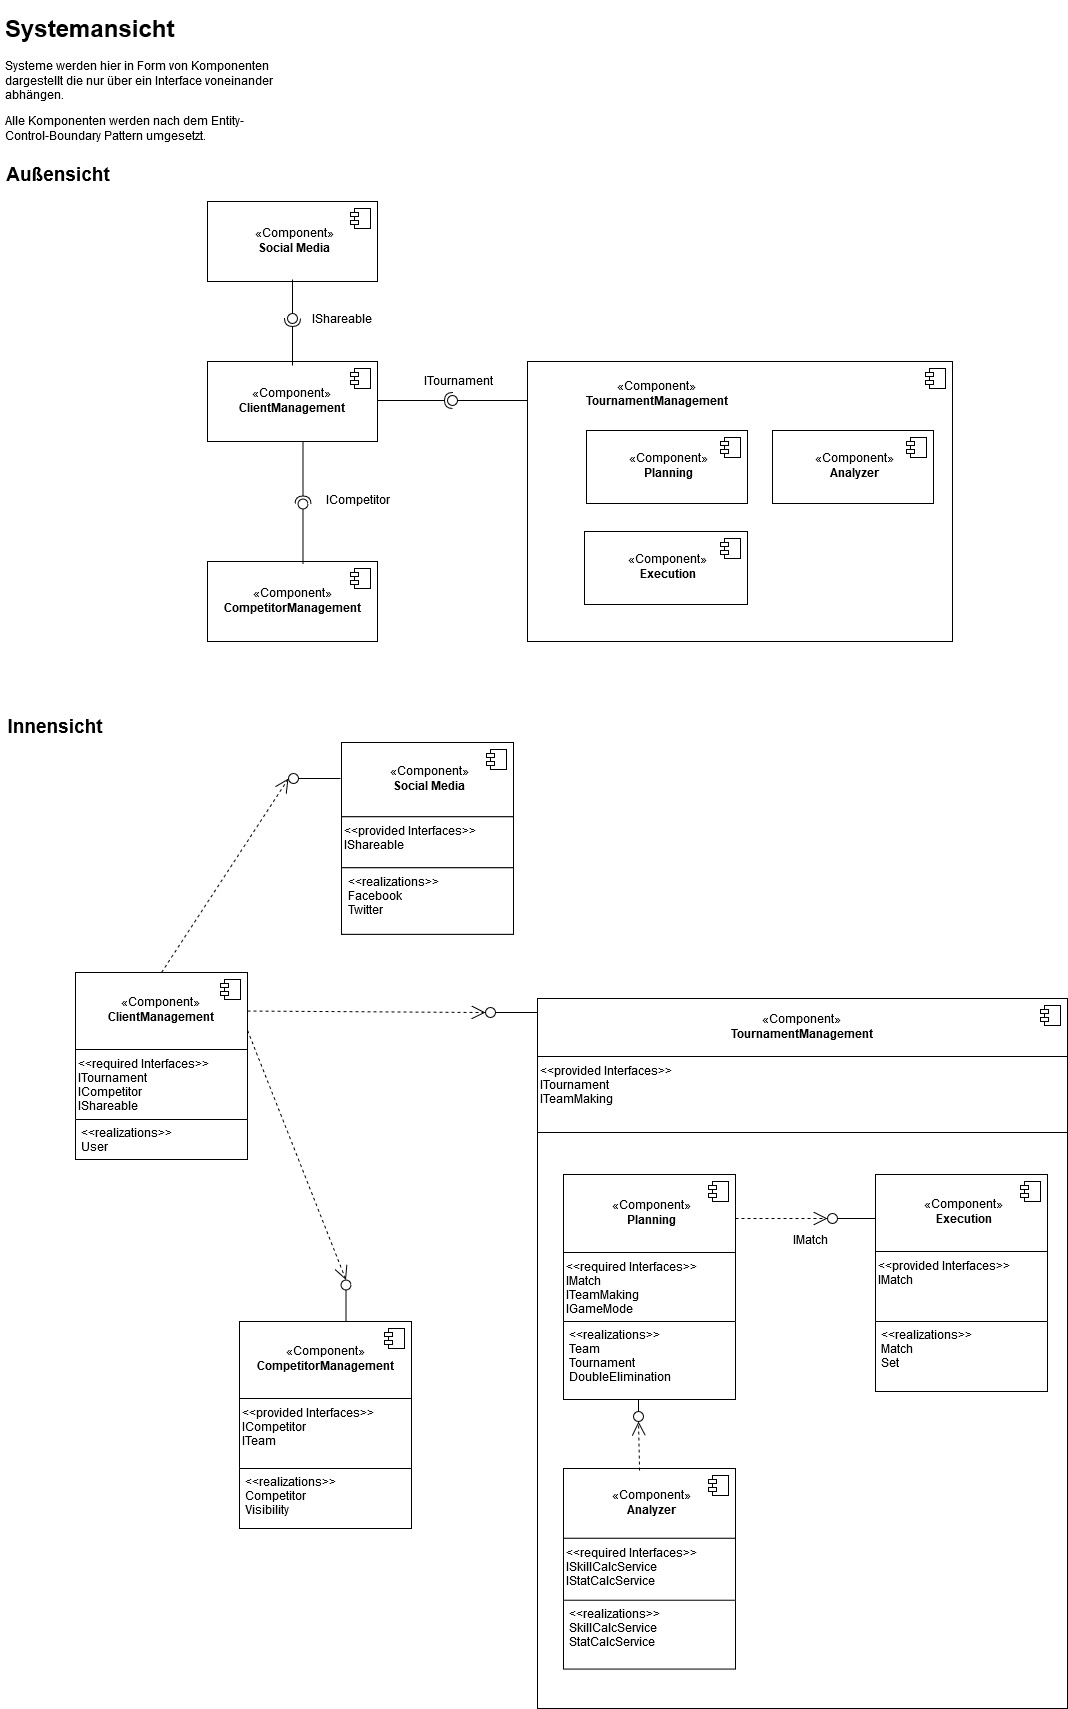 Systemansicht
Systeme werden hier in Form von Komponenten
dargestellt die nur über ein Interface voneinander
abhängen.
Alle Komponenten werden nach dem Entity-
Control-Boundary Pattern umgesetzt.
Außensicht
«Component»
Social Media
IShareable
«Component»
ClientManagement
ITournament
«Component»
TournamentManagement
«Component»
Planning
«Component»
Analyzer
«Component»
Execution
ICompetitor
«Component»
CompetitorManagement
Innensicht
«Component»
Social Media
<<provided Interfaces>>
IShareable
<<realizations>>
Facebook
Twitter
«Component»
ClientManagement
<<required Interfaces>>
ITournament
ICompetitor
IShareable
<<realizations>>
User
«Component»
TournamentManagement
<<provided Interfaces>>
ITournament
ITeamMaking
«Component»
Planning
<<required Interfaces>>
IMatch
ITeamMaking
IGameMode
<<realizations>>
Team
Tournament
DoubleElimination
IMatch
«Component»
Execution
<<provided Interfaces>>
IMatch
<<realizations>>
Match
Set
«Component»
CompetitorManagement
<<provided Interfaces>>
ICompetitor
ITeam
<<realizations>>
Competitor
Visibility
«Component»
Analyzer
<<required Interfaces>>
ISkillCalcService
IStatCalcService
<<realizations>>
SkillCalcService
StatCalcService